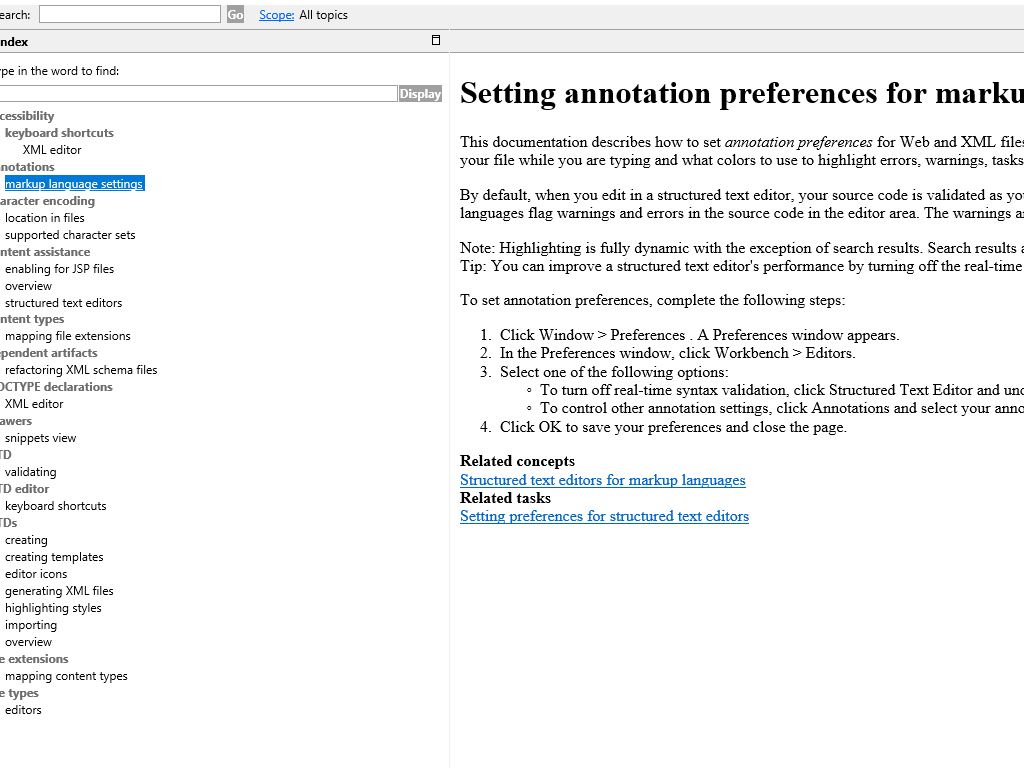 earch:
Go
Scope: All topics
ndex
ype in the word to find:
Display
cessibility
keyboard shortcuts
XML editor
notations
markup language settings
aracter encoding
location in files
supported character sets
ntent assistance
enabling for JSP files
overview
structured text editors
ntent types
mapping file extensions
ependent artifacts
refactoring XML schema files
OCTYPE declarations
XML editor
awers
snippets view
TD
validating
TD editor
keyboard shortcuts
TDs
creating
creating templates
editor icons
generating XML files
highlighting styles
importing
overview
e extensions
mapping content types
e types
editors
Setting annotation preferences for marku
This documentation describes how to set annotation preferences for Web and XML files
your file while you are typing and what colors to use to highlight errors, warnings, tasks
By default, when you edit in a structured text editor, your source code is validated as you
languages flag warnings and errors in the source code in the editor area. The warnings a
Note: Highlighting is fully dynamic with the exception of search results. Search results a
Tip: You can improve a structured text editor's performance by turning off the real-time
To set annotation preferences, complete the following steps:
1. Click Window > Preferences . A Preferences window appears.
2. In the Preferences window, click Workbench > Editors.
3. Select one of the following options:
◦ To turn off real-time syntax validation, click Structured Text Editor and unc
◦ To control other annotation settings, click Annotations and select your anno
4. Click OK to save your preferences and close the page.
Related concepts
Structured text editors for markup languages
Related tasks
Setting preferences for structured text editors